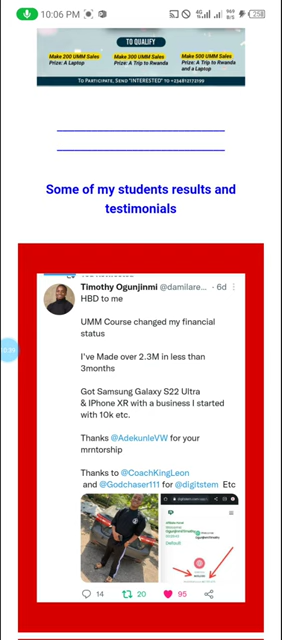 10:06 PM
TO QUALIFY
Make 200 UMM Sales
Prize: A Laptop
Make 300 UMM Sales
Prize: A Trip to Rwanda
Make 500 UMM Sales
Prize: A Trip to Rwanda
and a Laptop
To Participate, Send "INTERESTED" to
Some of my students results and
testimonials
Timothy Ogunjinmi @damilare... · 6d
HBD to me
UMM Course changed my financial
status
I've Made over 2.3M in less than
3months
Got Samsung Galaxy S22 Ultra
& IPhone XR with a business I started
with 10k etc.
Thanks @AdekunleVW for your
mrntorship
Thanks to @CoachKingLeon
and @Godchaser111 for @digitstem Etc
Default
14
20
95